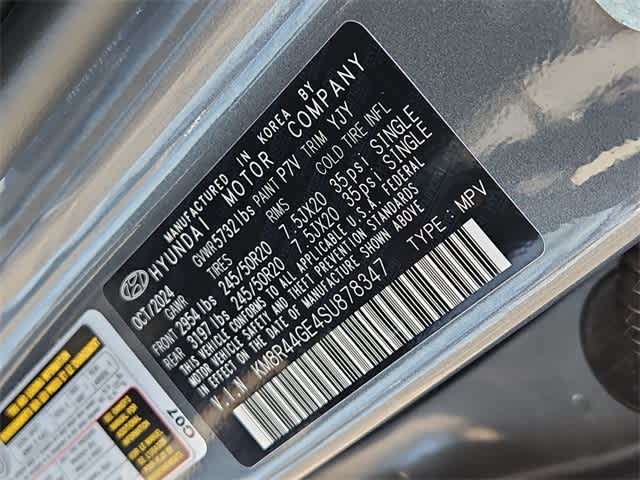 MANUFACTURED IN KOREA BY
HYUNDAI MOTOR COMPANY
OCT/2024 GVWR 5732lbs PAINT P7V TRIM YJY
GAWR TIRES RIMS COLD TIRE INFL
FRONT 2954 lbs 245/50R20 7.5JX20 35psi SINGLE
REAR 3197 lbs 245/50R20 7.5JX20 35psi SINGLE
THIS VEHICLE CONFORMS TO ALL APPLICABLE U.S. FEDERAL
MOTOR VEHICLE SAFETY AND THEFT PREVENTION STANDARDS
IN EFFECT ON THE DATE OF MANUFACTURE SHOWN ABOVE.
V.I.N KM8R44GE4SU878347 TYPE: MPV
C07